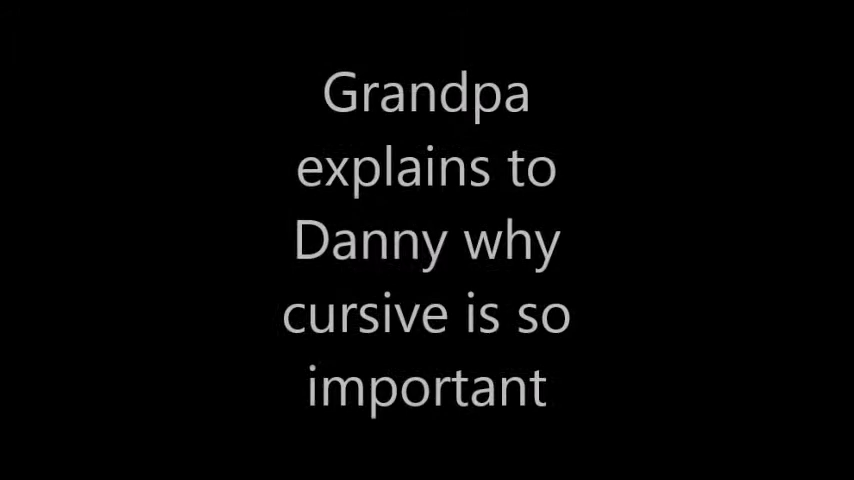 Grandpa
explains to
Danny why
cursive is so
important